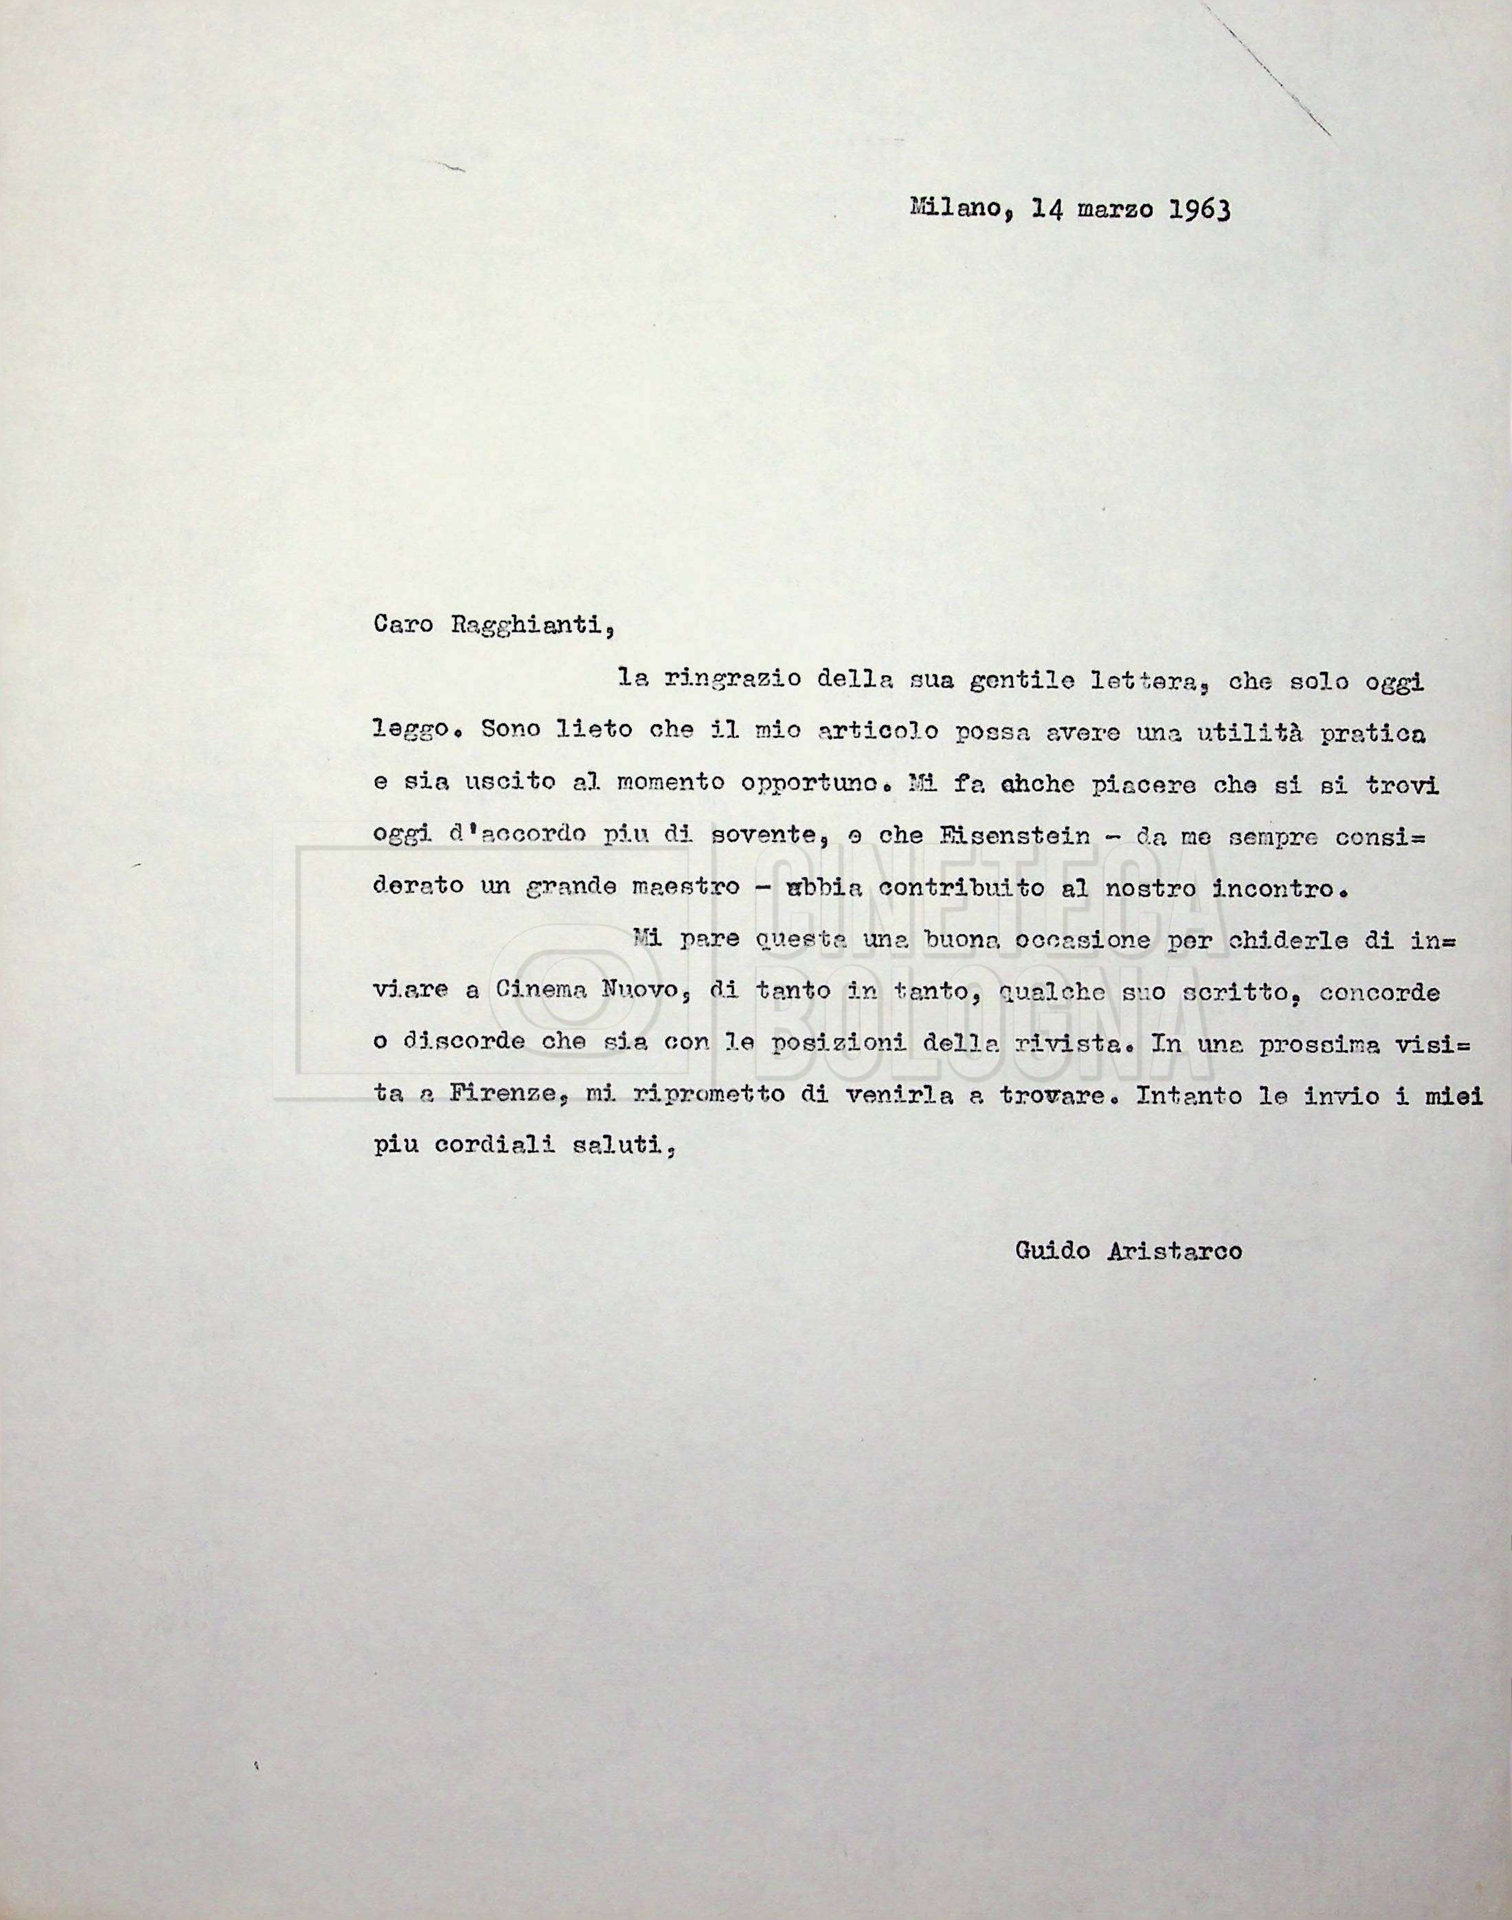 Milano, 14 marzo 1963
Caro Ragghianti,
la ringrazio della sua gentile lettera, che solo oggi
leggo. Sono lieto che il mio articolo possa avere una utilità pratica
e sia uscito al momento opportuno. Mi fa anche piacere che si si trovi
oggi d'accordo piu di sovente, e che Eisenstein - da me sempre consi=
derato un grande maestro - abbia contribuito al nostro incontro.
Mi pare questa una buona occasione per chiderle di in=
viare a Cinema Nuovo, di tanto in tanto, qualche suo scritto, concorde
o discorde che sia con le posizioni della rivista. In una prossima visi=
ta a Firenze, mi riprometto di venirla a trovare. Intanto le invio i miei
piu cordiali saluti,
Guido Aristarco
CINETECA
BOLOGNA